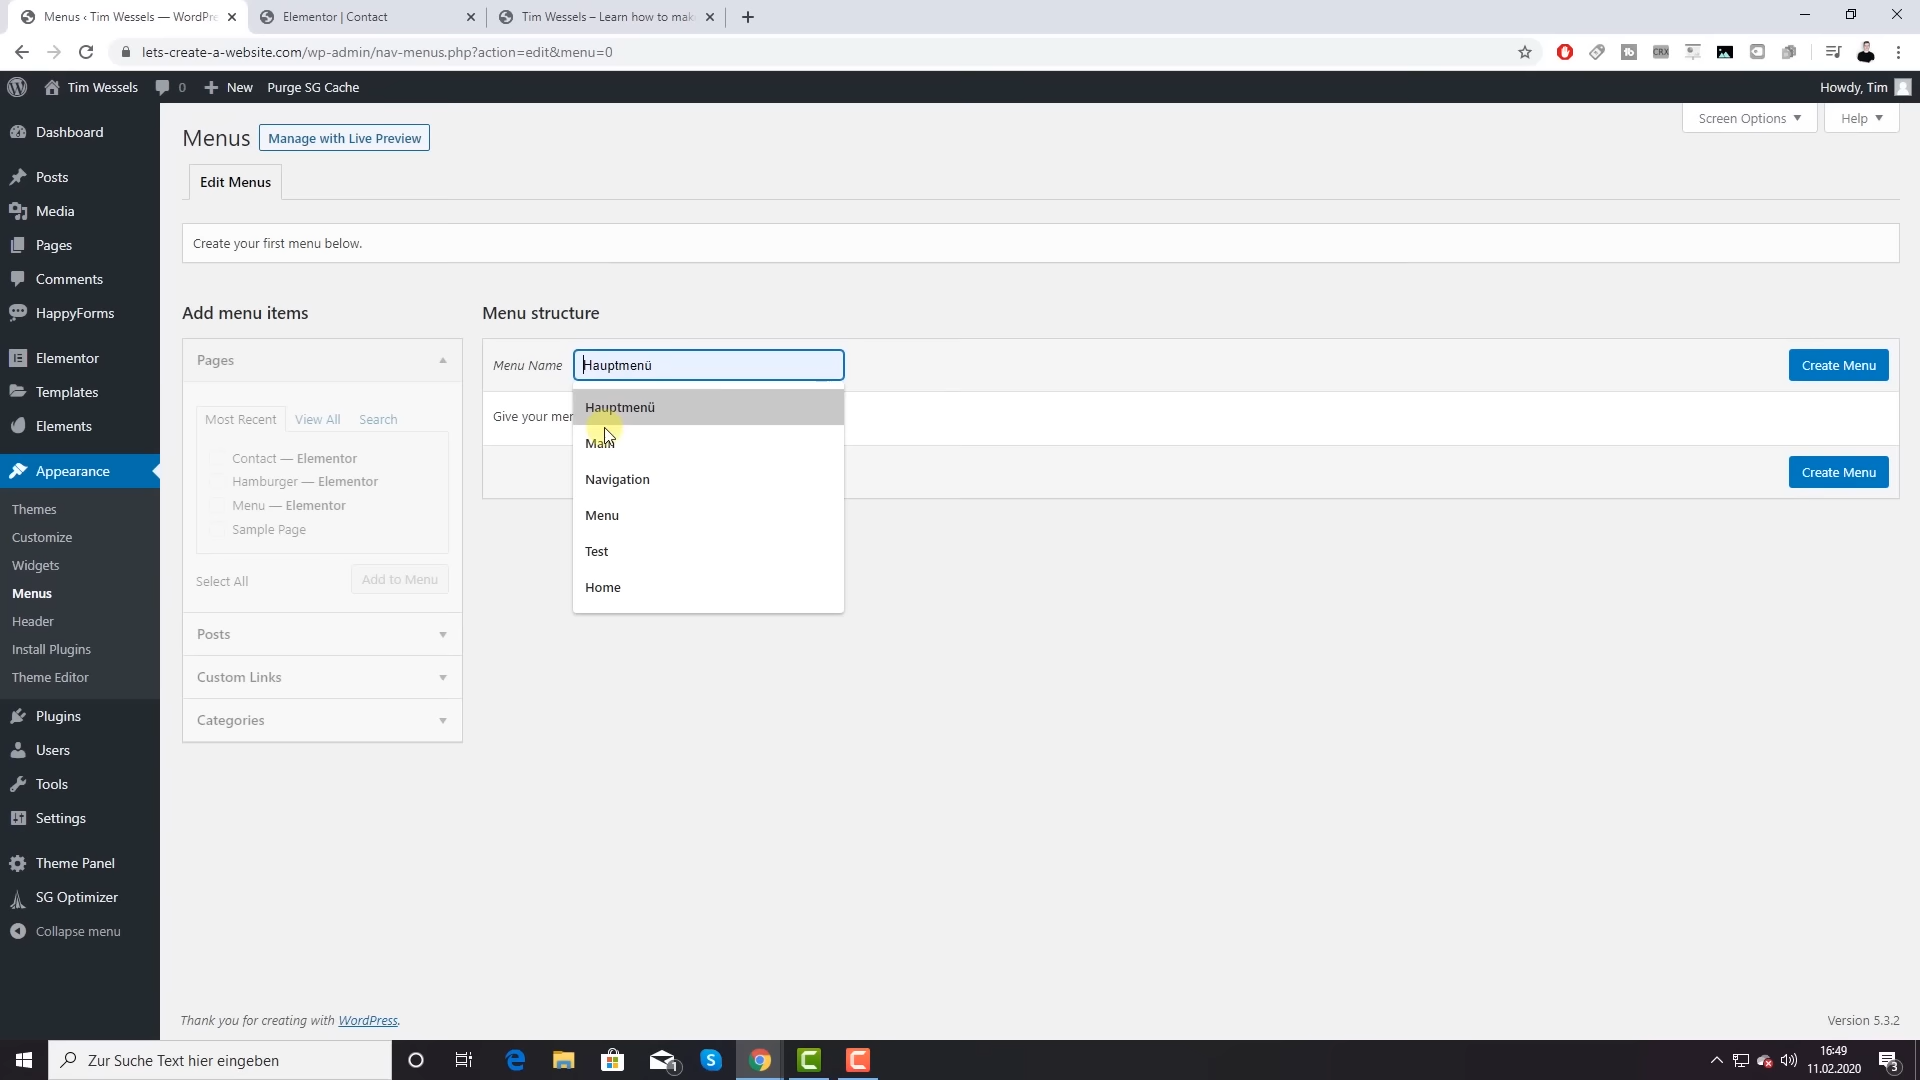 Menus ‹ Tim Wessels — WordPre
Elementor | Contact
Tim Wessels – Learn how to mak
lets-create-a-website.com/wp-admin/nav-menus.php?action=edit&menu=0
CRX
Tim Wessels
0
New
Purge SG Cache
Howdy, Tim
Dashboard
Posts
Media
Pages
Comments
HappyForms
Elementor
Templates
Elements
Appearance
Themes
Customize
Widgets
Menus
Header
Install Plugins
Theme Editor
Plugins
Users
Tools
Settings
Theme Panel
SG Optimizer
Collapse menu
Screen Options
Help
Menus
Manage with Live Preview
Edit Menus
Create your first menu below.
Add menu items
Pages
Most Recent
View All
Search
Contact — Elementor
Hamburger — Elementor
Menu — Elementor
Sample Page
Select All
Add to Menu
Posts
Custom Links
Categories
Menu structure
Menu Name
Hauptmenü
Create Menu
Give your mer
Hauptmenü
Main
Navigation
Menu
Test
Home
Create Menu
Thank you for creating with WordPress.
Version 5.3.2
Zur Suche Text hier eingeben
1
16:49
11.02.2020
3